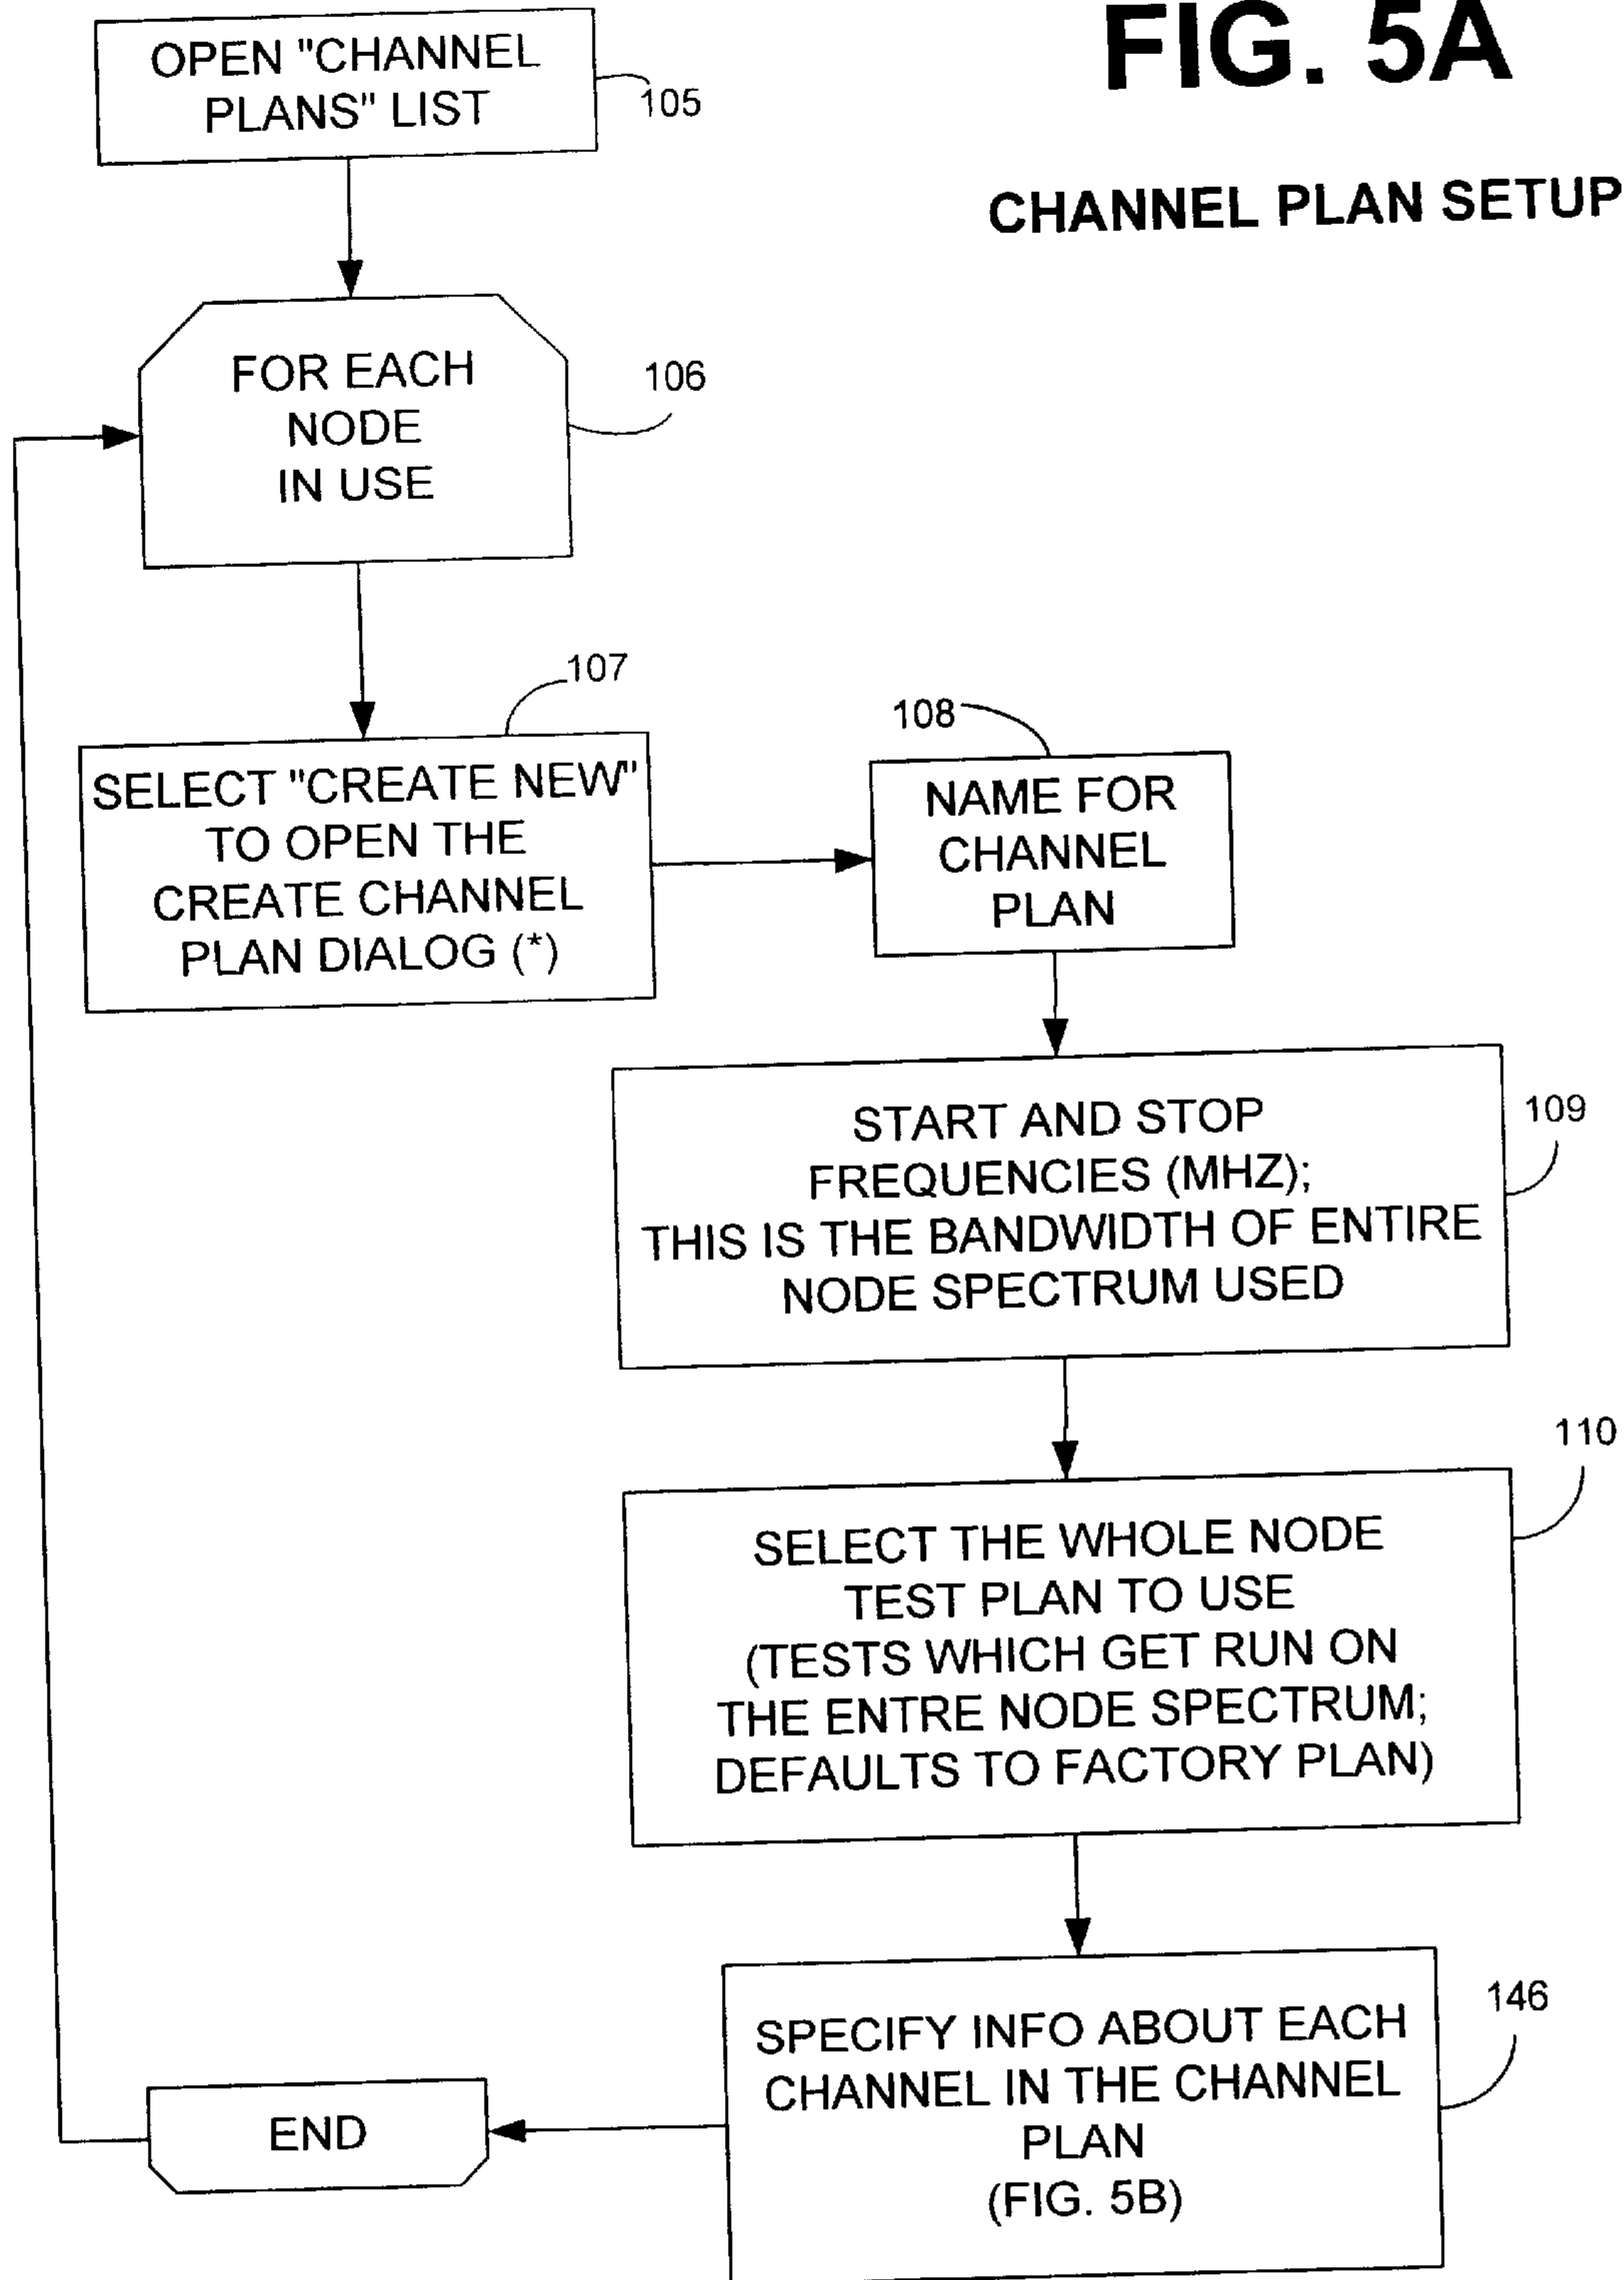 FIG. 5A
CHANNEL PLAN SETUP
OPEN "CHANNEL
PLANS" LIST
105
FOR EACH
NODE
IN USE
106
107
SELECT "CREATE NEW"
TO OPEN THE
CREATE CHANNEL
PLAN DIALOG (*)
108
NAME FOR
CHANNEL
PLAN
START AND STOP
FREQUENCIES (MHZ);
THIS IS THE BANDWIDTH OF ENTIRE
NODE SPECTRUM USED
109
110
SELECT THE WHOLE NODE
TEST PLAN TO USE
(TESTS WHICH GET RUN ON
THE ENTRE NODE SPECTRUM;
DEFAULTS TO FACTORY PLAN)
146
SPECIFY INFO ABOUT EACH
CHANNEL IN THE CHANNEL
PLAN
(FIG. 5B)
END